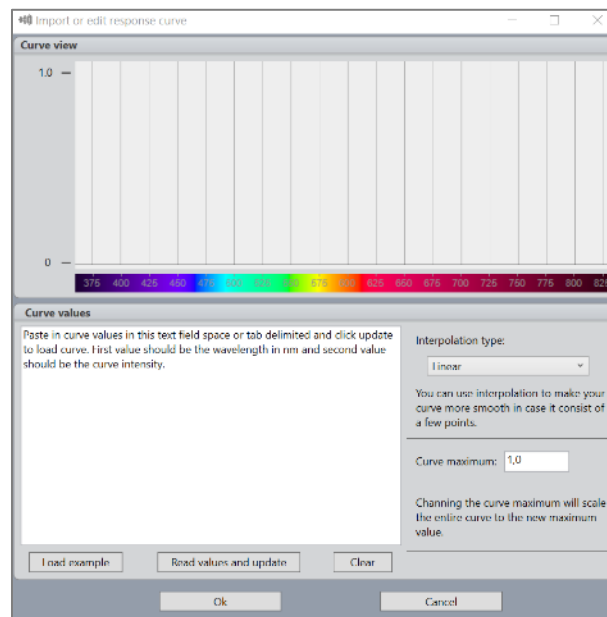 Import or edit response curve
Curve view
1.0
0
375 400 425 450 475 500 525 550 575 600 625 650 675 700 725 750 775 800 825
Curve values
Paste in curve values in this text field space or tab delimited and click update
to load curve. First value should be the wavelength in nm and second value
should be the curve intensity.
Interpolation type:
Linear
You can use interpolation to make your
curve more smooth in case it consist of
a few points.
Curve maximum: 1,0
Channing the curve maximum will scale
the entire curve to the new maximum
value.
Load example
Read values and update
Clear
Ok
Cancel